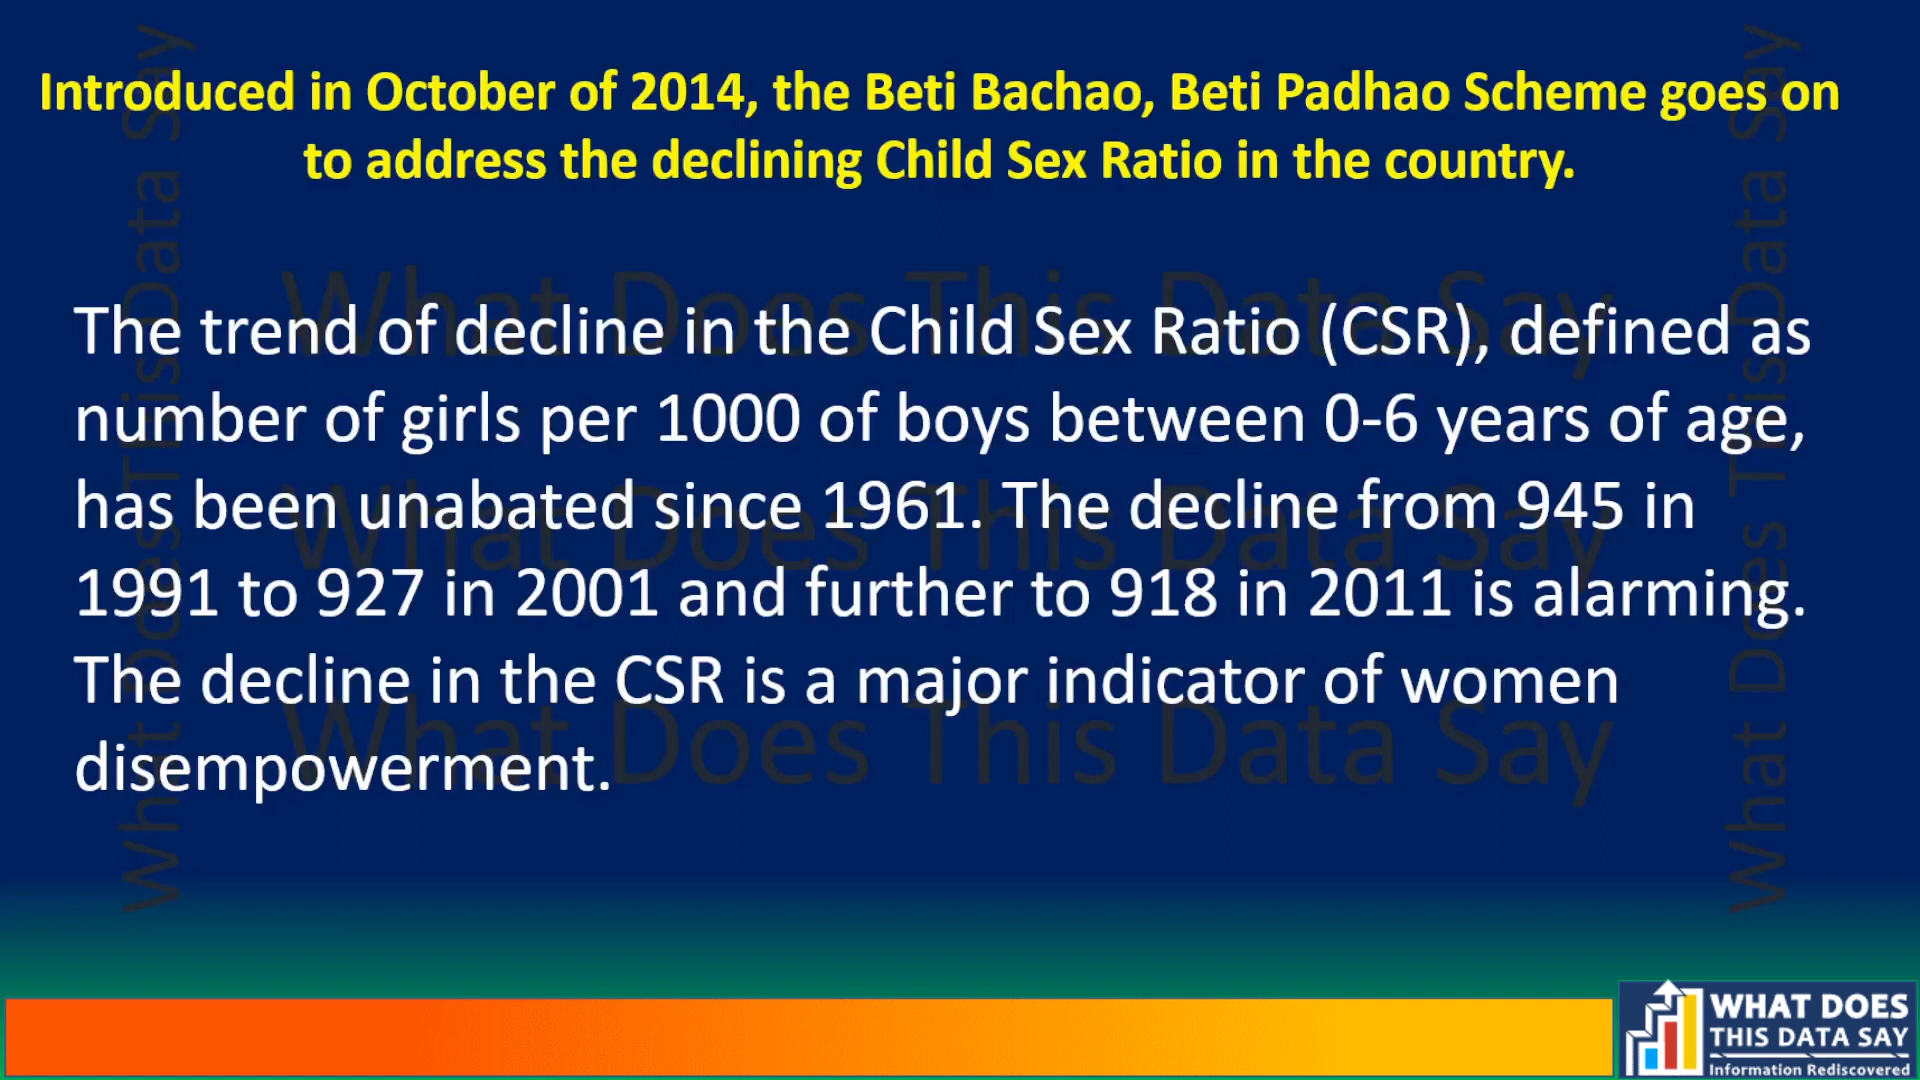 Introduced in October of 2014, the Beti Bachao, Beti Padhao Scheme goes on
to address the declining Child Sex Ratio in the country.
The trend of decline in the Child Sex Ratio (CSR), defined as
number of girls per 1000 of boys between 0-6 years of age,
has been unabated since 1961. The decline from 945 in
1991 to 927 in 2001 and further to 918 in 2011 is alarming.
The decline in the CSR is a major indicator of women
disempowerment.
What Does This Data Say
What Does This Data Say
What Does This Data Say
What Does This Data Say
What Does This Data Say
WHAT DOES
THIS DATA SAY
Information Rediscovered